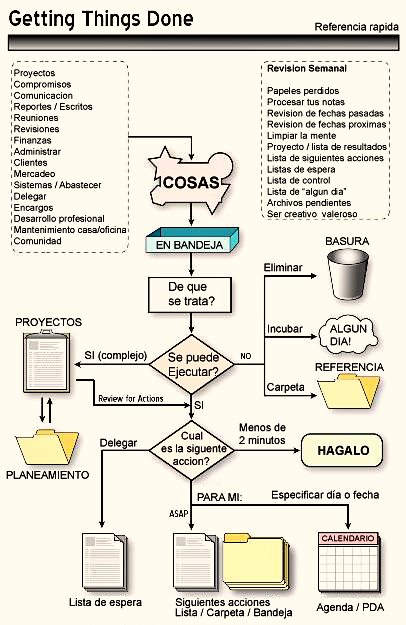 Getting Things Done
Referencia rapida
Proyectos
Compromisos
Comunicacion
Reportes / Escritos
Reuniones
Revisiones
Finanzas
Administrar
Clientes
Mercadeo
Sistemas / Abastecer
Delegar
Encargos
Desarrollo profesional
Mantenimiento casa/oficina
Comunidad
Revision Semanal
Papeles perdidos
Procesar tus notas
Revision de fechas pasadas
Revision de fechas proximas
Limpiar la mente
Proyecto / lista de resultados
Lista de siguientes acciones
Listas de espera
Lista de control
Lista de "algun dia"
Archivos pendientes
Ser creativo valeroso
¡COSAS
EN BANDEJA
De que
se trata?
BASURA
Eliminar
Incubar
ALGUN
DIA!
REFERENCIA
Carpeta
PROYECTOS
SI (complejo)
Se puede
Ejecutar?
NO
Review for Actions
SI
PLANEAMIENTO
Delegar
Cual
es la siguente
accion?
Menos de
2 minutos
HAGALO
PARA MI:
Especificar día o fecha
ASAP
CALENDARIO
Lista de espera
Siguientes acciones
Lista / Carpeta / Bandeja
Agenda / PDA